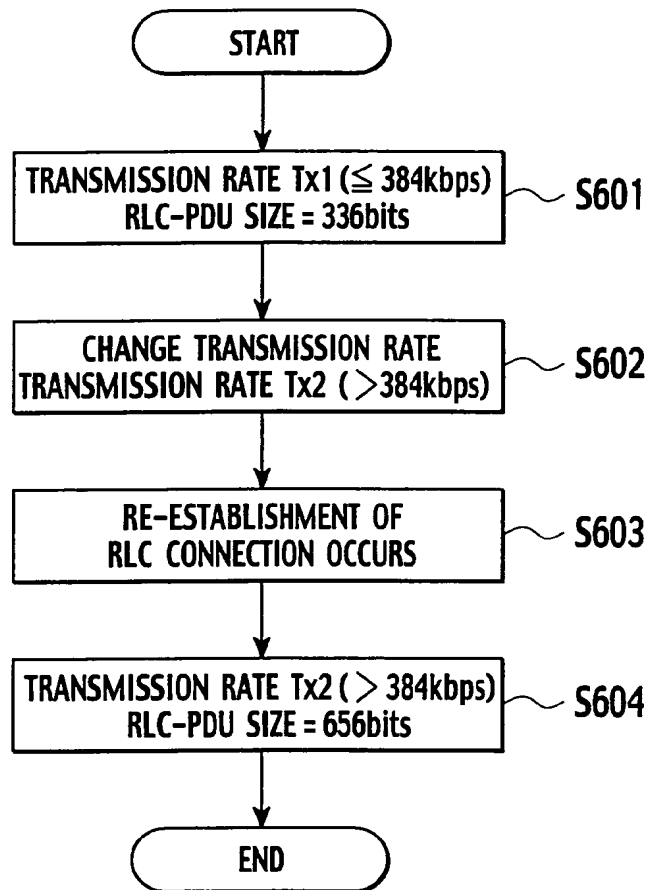 START
TRANSMISSION RATE Tx1 (≦ 384kbps)
RLC-PDU SIZE = 336bits
S601
CHANGE TRANSMISSION RATE
TRANSMISSION RATE Tx2 ( >384kbps)
S602
RE-ESTABLISHMENT OF
RLC CONNECTION OCCURS
S603
TRANSMISSION RATE Tx2 ( > 384kbps)
RLC-PDU SIZE = 656bits
S604
END